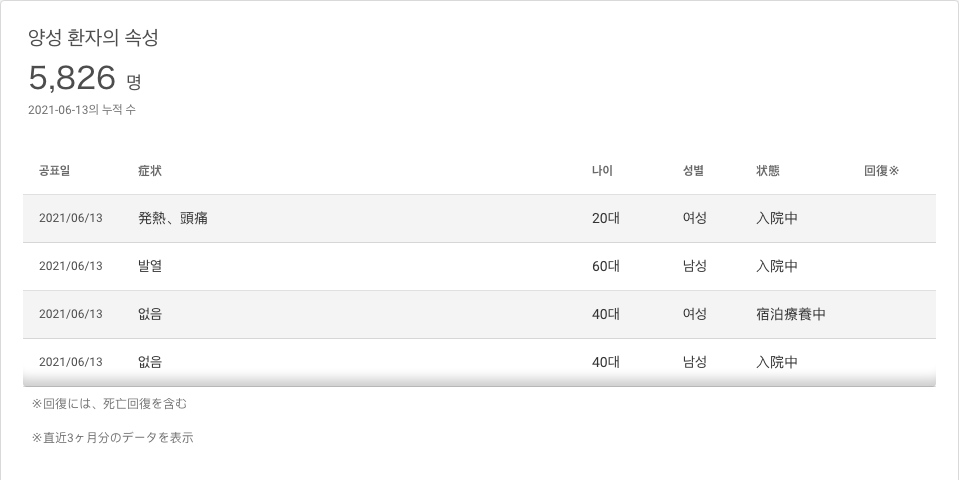 양성 환자의 속성
5,826 명
2021-06-13의 누적 수
공표일 症状 나이 성별 状態 回復※
2021/06/13 発熱、頭痛 20대 여성 入院中
2021/06/13 발열 60대 남성 入院中
2021/06/13 없음 40대 여성 宿泊療養中
2021/06/13 없음 40대 남성 入院中
※回復には、死亡回復を含む
※直近3ヶ月分のデータを表示